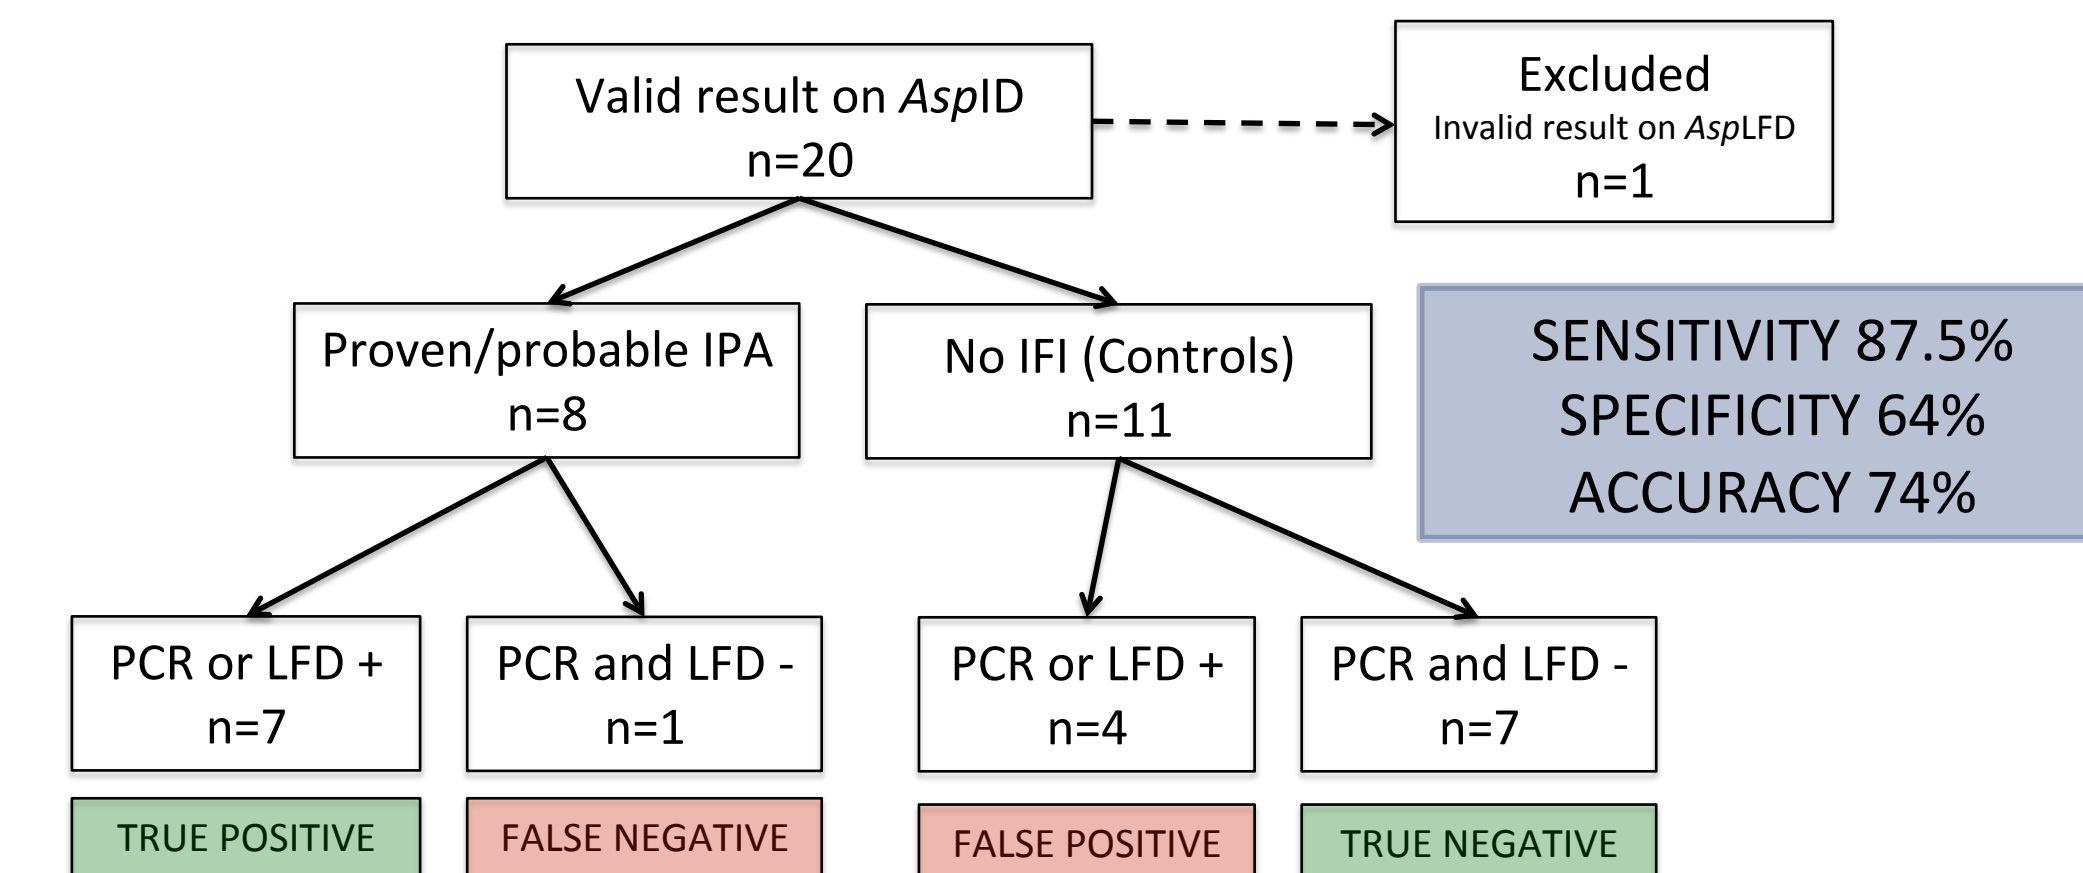 Valid result on AspID
n=20
Excluded
Invalid result on AspLFD
n=1
Proven/probable IPA
n=8
No IFI (Controls)
n=11
SENSITIVITY 87.5%
SPECIFICITY 64%
ACCURACY 74%
PCR or LFD +
n=7
PCR and LFD -
n=1
PCR or LFD +
n=4
PCR and LFD -
n=7
TRUE POSITIVE
FALSE NEGATIVE
FALSE POSITIVE
TRUE NEGATIVE